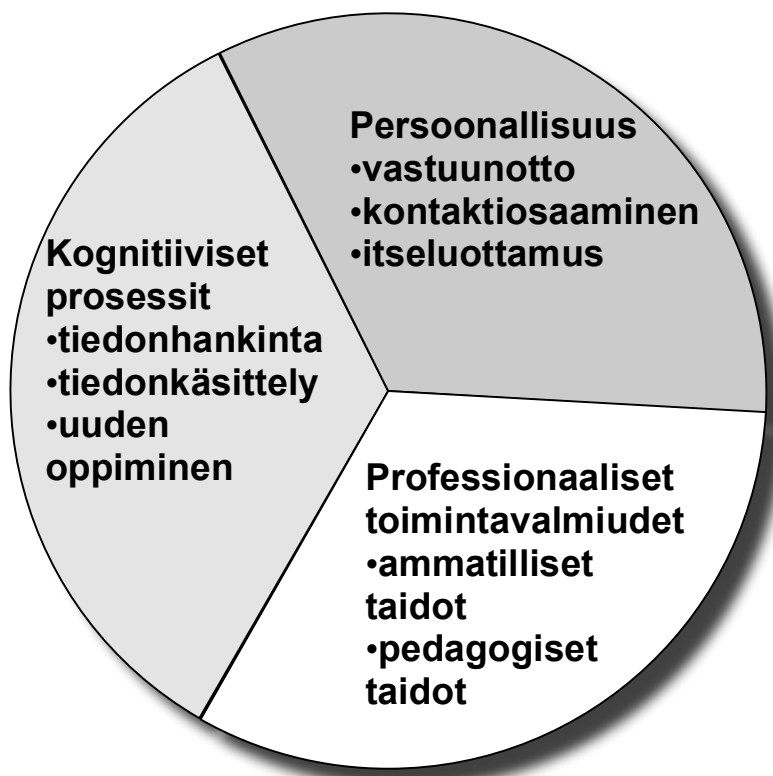 Persoonallisuus
•vastuunotto
•kontaktiosaaminen
•itseluottamus
Kognitiiviset
prosessit
•tiedonhankinta
•tiedonkäsittely
•uuden
oppiminen
Professionaaliset
toimintavalmiudet
•ammatilliset
taidot
•pedagogiset
taidot